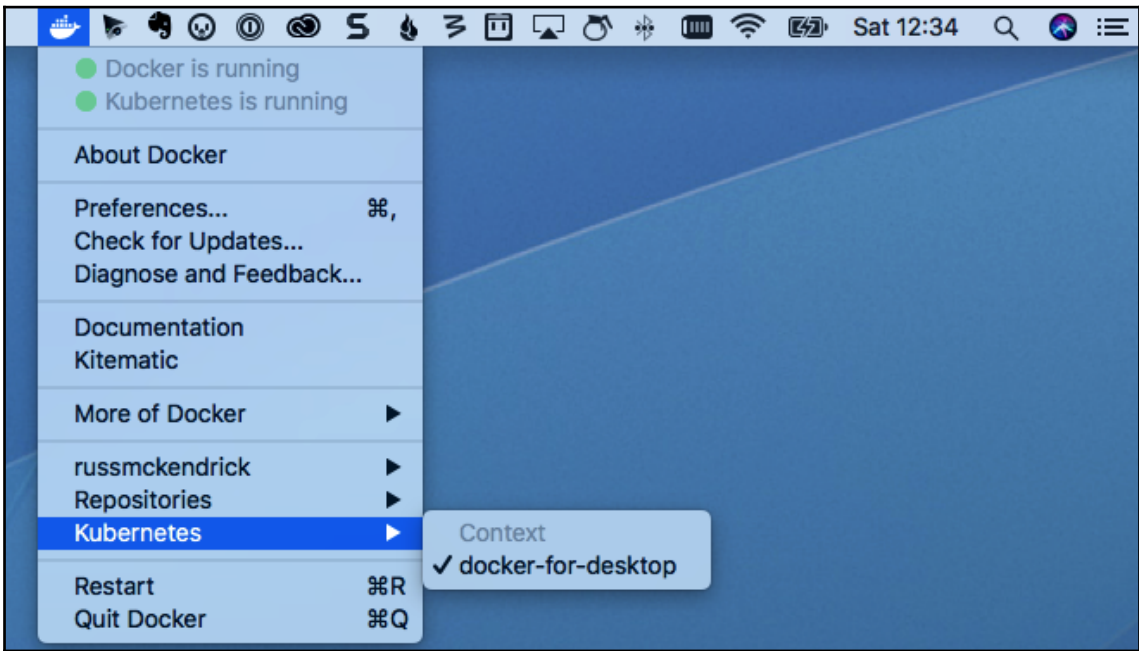 Sat 12:34
Docker is running
Kubernetes is running
About Docker
Preferences... ⌘,
Check for Updates...
Diagnose and Feedback...
Documentation
Kitematic
More of Docker
russmckendrick
Repositories
Kubernetes
Context
✓ docker-for-desktop
Restart ⌘R
Quit Docker ⌘Q